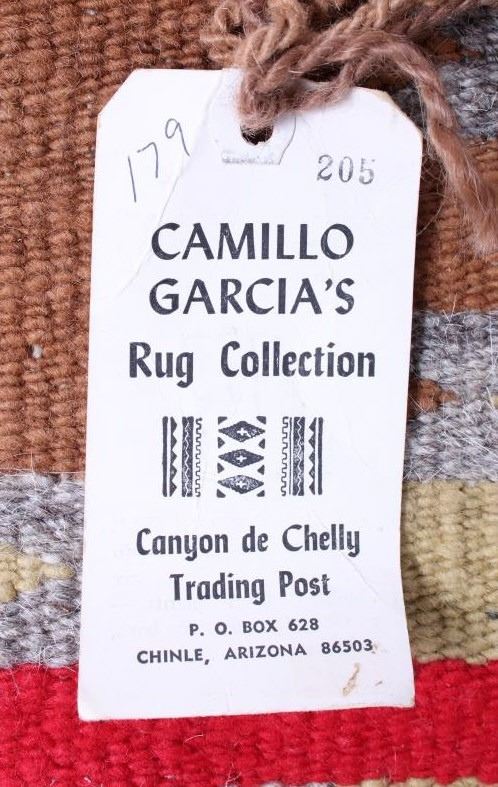 179
205
CAMILLO
GARCIA'S
Rug Collection
Canyon de Chelly
Trading Post
P. O. BOX 628
CHINLE, ARIZONA 86503